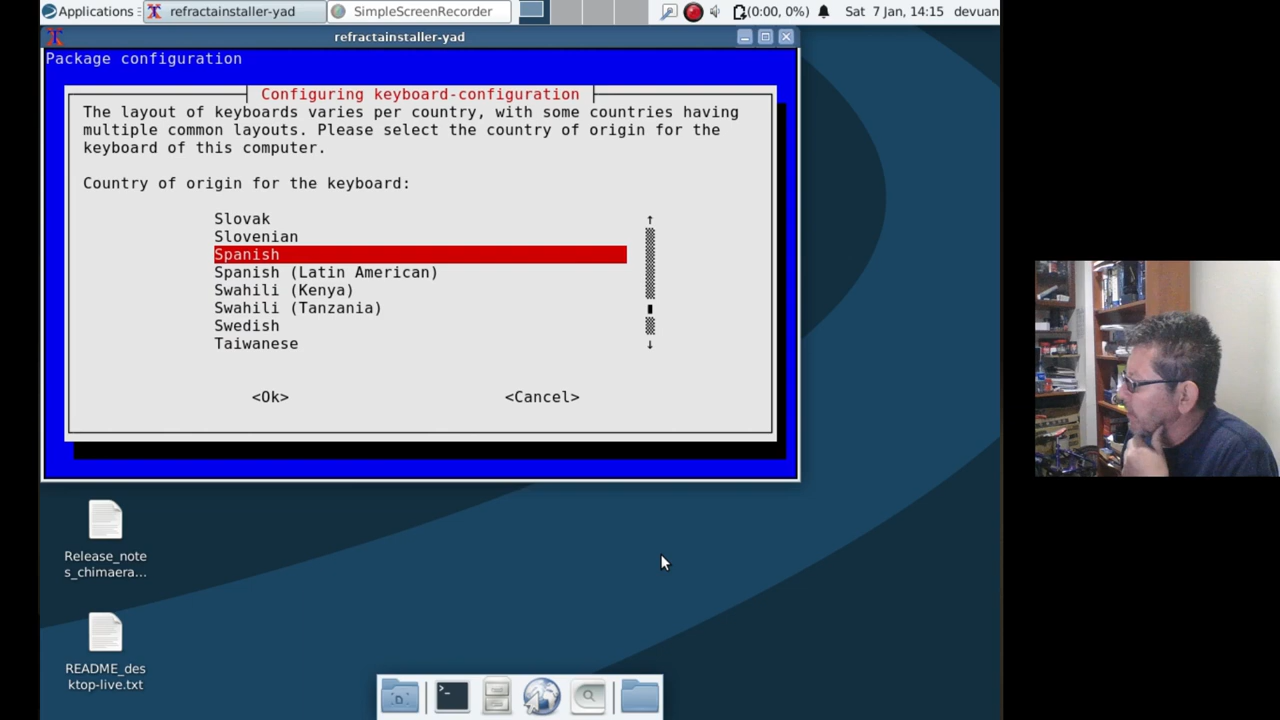 Applications
refractainstaller-yad
SimpleScreenRecorder
(0:00, 0%)
Sat 7 Jan, 14:15
devuan
refractainstaller-yad
Package configuration
Configuring keyboard-configuration
The layout of keyboards varies per country, with some countries having
multiple common layouts. Please select the country of origin for the
keyboard of this computer.
Country of origin for the keyboard:
Slovak
Slovenian
Spanish
Spanish (Latin American)
Swahili (Kenya)
Swahili (Tanzania)
Swedish
Taiwanese
<Ok>
<Cancel>
Release_note
s_chimaera...
README_des
ktop-live.txt